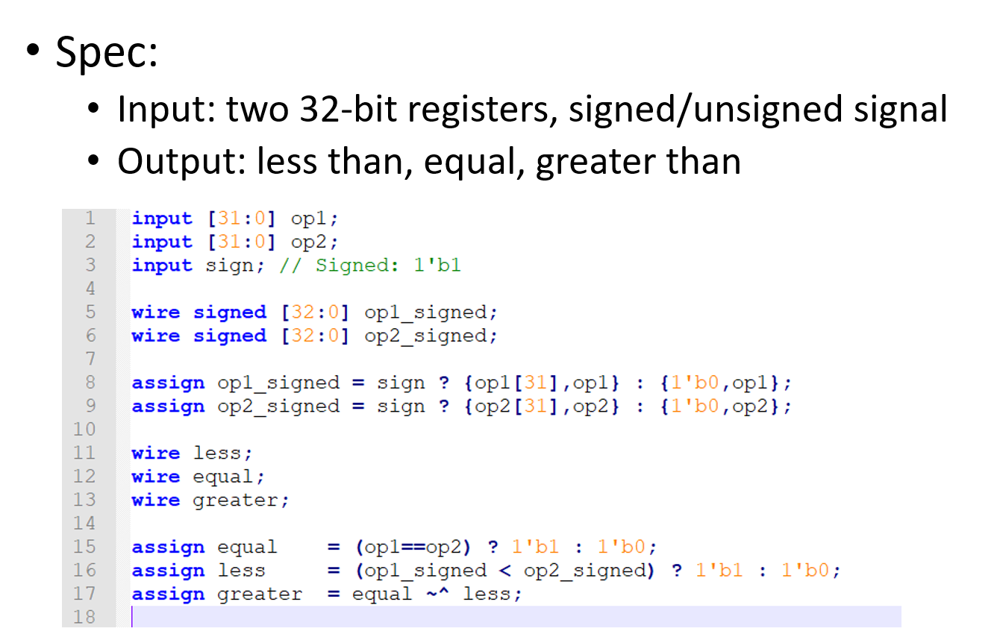 • Spec:
• Input: two 32-bit registers, signed/unsigned signal
• Output: less than, equal, greater than
1 input [31:0] op1;
2 input [31:0] op2;
3 input sign; // Signed: 1'b1
4
5 wire signed [32:0] op1_signed;
6 wire signed [32:0] op2_signed;
7
8 assign op1_signed = sign ? {op1[31],op1} : {1'b0,op1};
9 assign op2_signed = sign ? {op2[31],op2} : {1'b0,op2};
10
11 wire less;
12 wire equal;
13 wire greater;
14
15 assign equal    = (op1==op2) ? 1'b1 : 1'b0;
16 assign less     = (op1_signed < op2_signed) ? 1'b1 : 1'b0;
17 assign greater  = equal ~^ less;
18